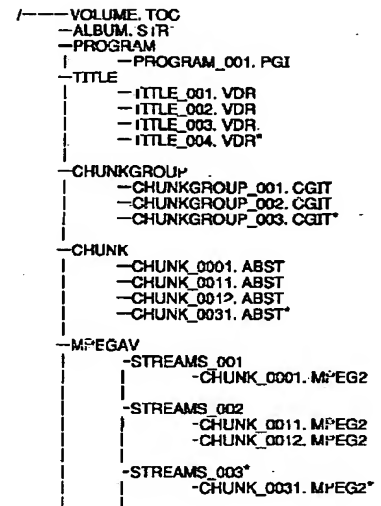 /----VOLUME. TOC
—ALBUM. STR
—PROGRAM
—PROGRAM_001. PGI
—TITLE
—TITLE_001. VDR
—TITLE_002. VDR
—TITLE_003. VDR.
—TITLE_004. VDR*
—CHUNKGROUP
—CHUNKGROUP_001. CGIT
—CHUNKGROUP_002. CGIT
—CHUNKGROUP_003. CGIT*
—CHUNK
—CHUNK_0001. ABST
—CHUNK_0011. ABST
—CHUNK_0012. ABST
—CHUNK_0031. ABST*
—MPEGAV
-STREAMS_001
-CHUNK_0001. MPEG2
-STREAMS_002
-CHUNK_0011. MPEG2
-CHUNK_0012. MPEG2
-STREAMS_003*
-CHUNK_0031. MPEG2*